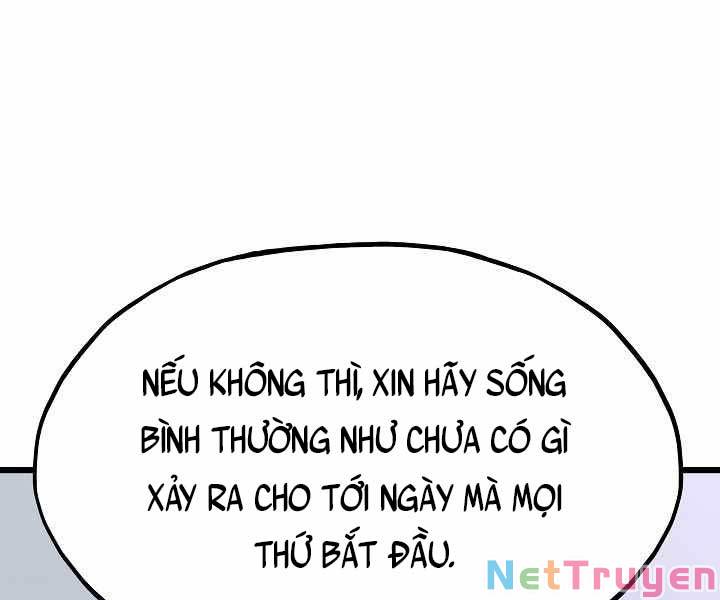 NẾU KHÔNG THÌ, XIN HÃY SỐNG
BÌNH THƯỜNG NHƯ CHƯA CÓ GÌ
XẢY RA CHO TỚI NGÀY MÀ MỌI
THỨ BẮT ĐẦU.
NetTruyen